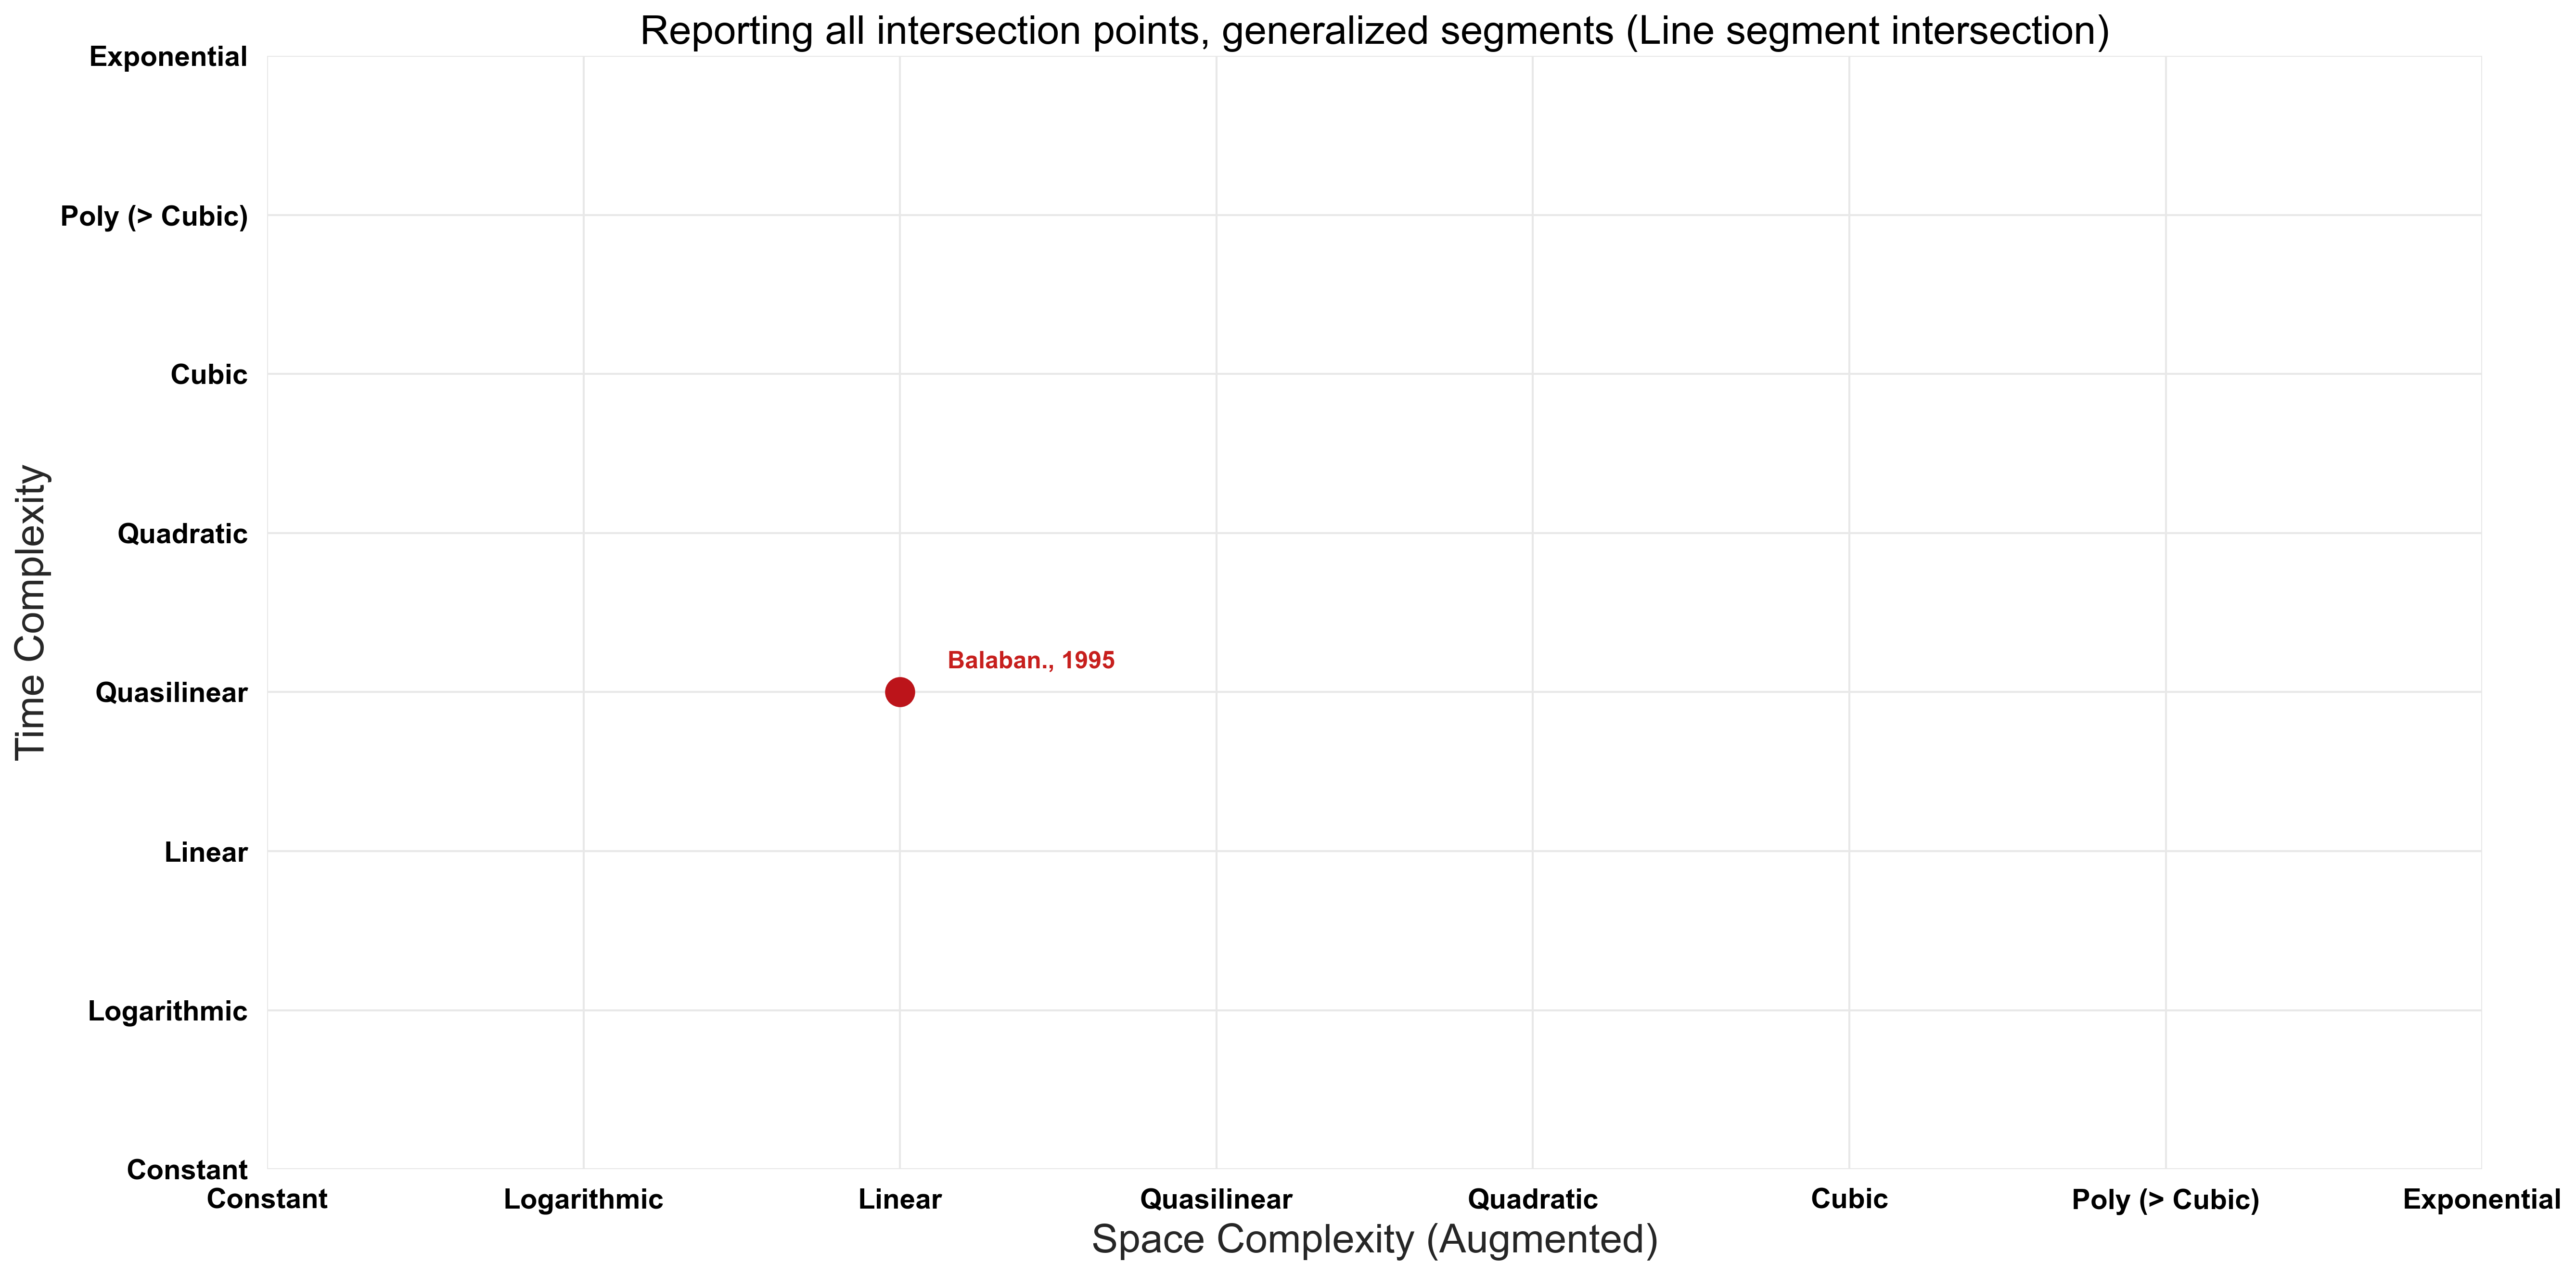 Reporting all intersection points, generalized segments (Line segment intersection)
Time Complexity
Exponential
Poly (> Cubic)
Cubic
Quadratic
Quasilinear
Linear
Logarithmic
Constant
Balaban., 1995
Constant
Logarithmic
Linear
Quasilinear
Quadratic
Cubic
Poly (> Cubic)
Exponential
Space Complexity (Augmented)